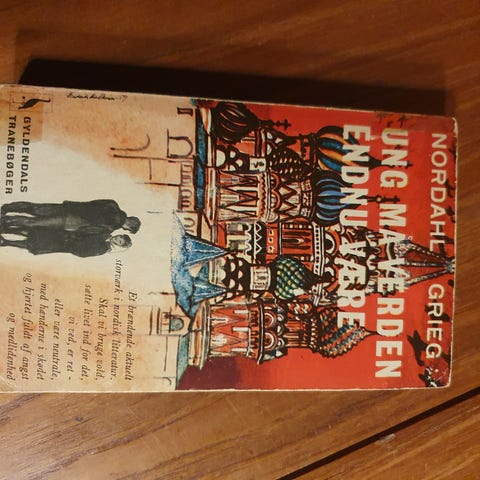 NORDAHL GRIEG
UNG MÅ VERDEN
ENDNU VÆRE
Et brændende aktuelt
storværk i nordisk litteratur.
Skal vi bruge vold,
sætte livet ind for det,
vi ved, er ret -
eller være neutrale,
med hænderne i skødet
og hjertet fuldt af angst
og medlidenhed
GYLDENDALS
TRANEBØGER